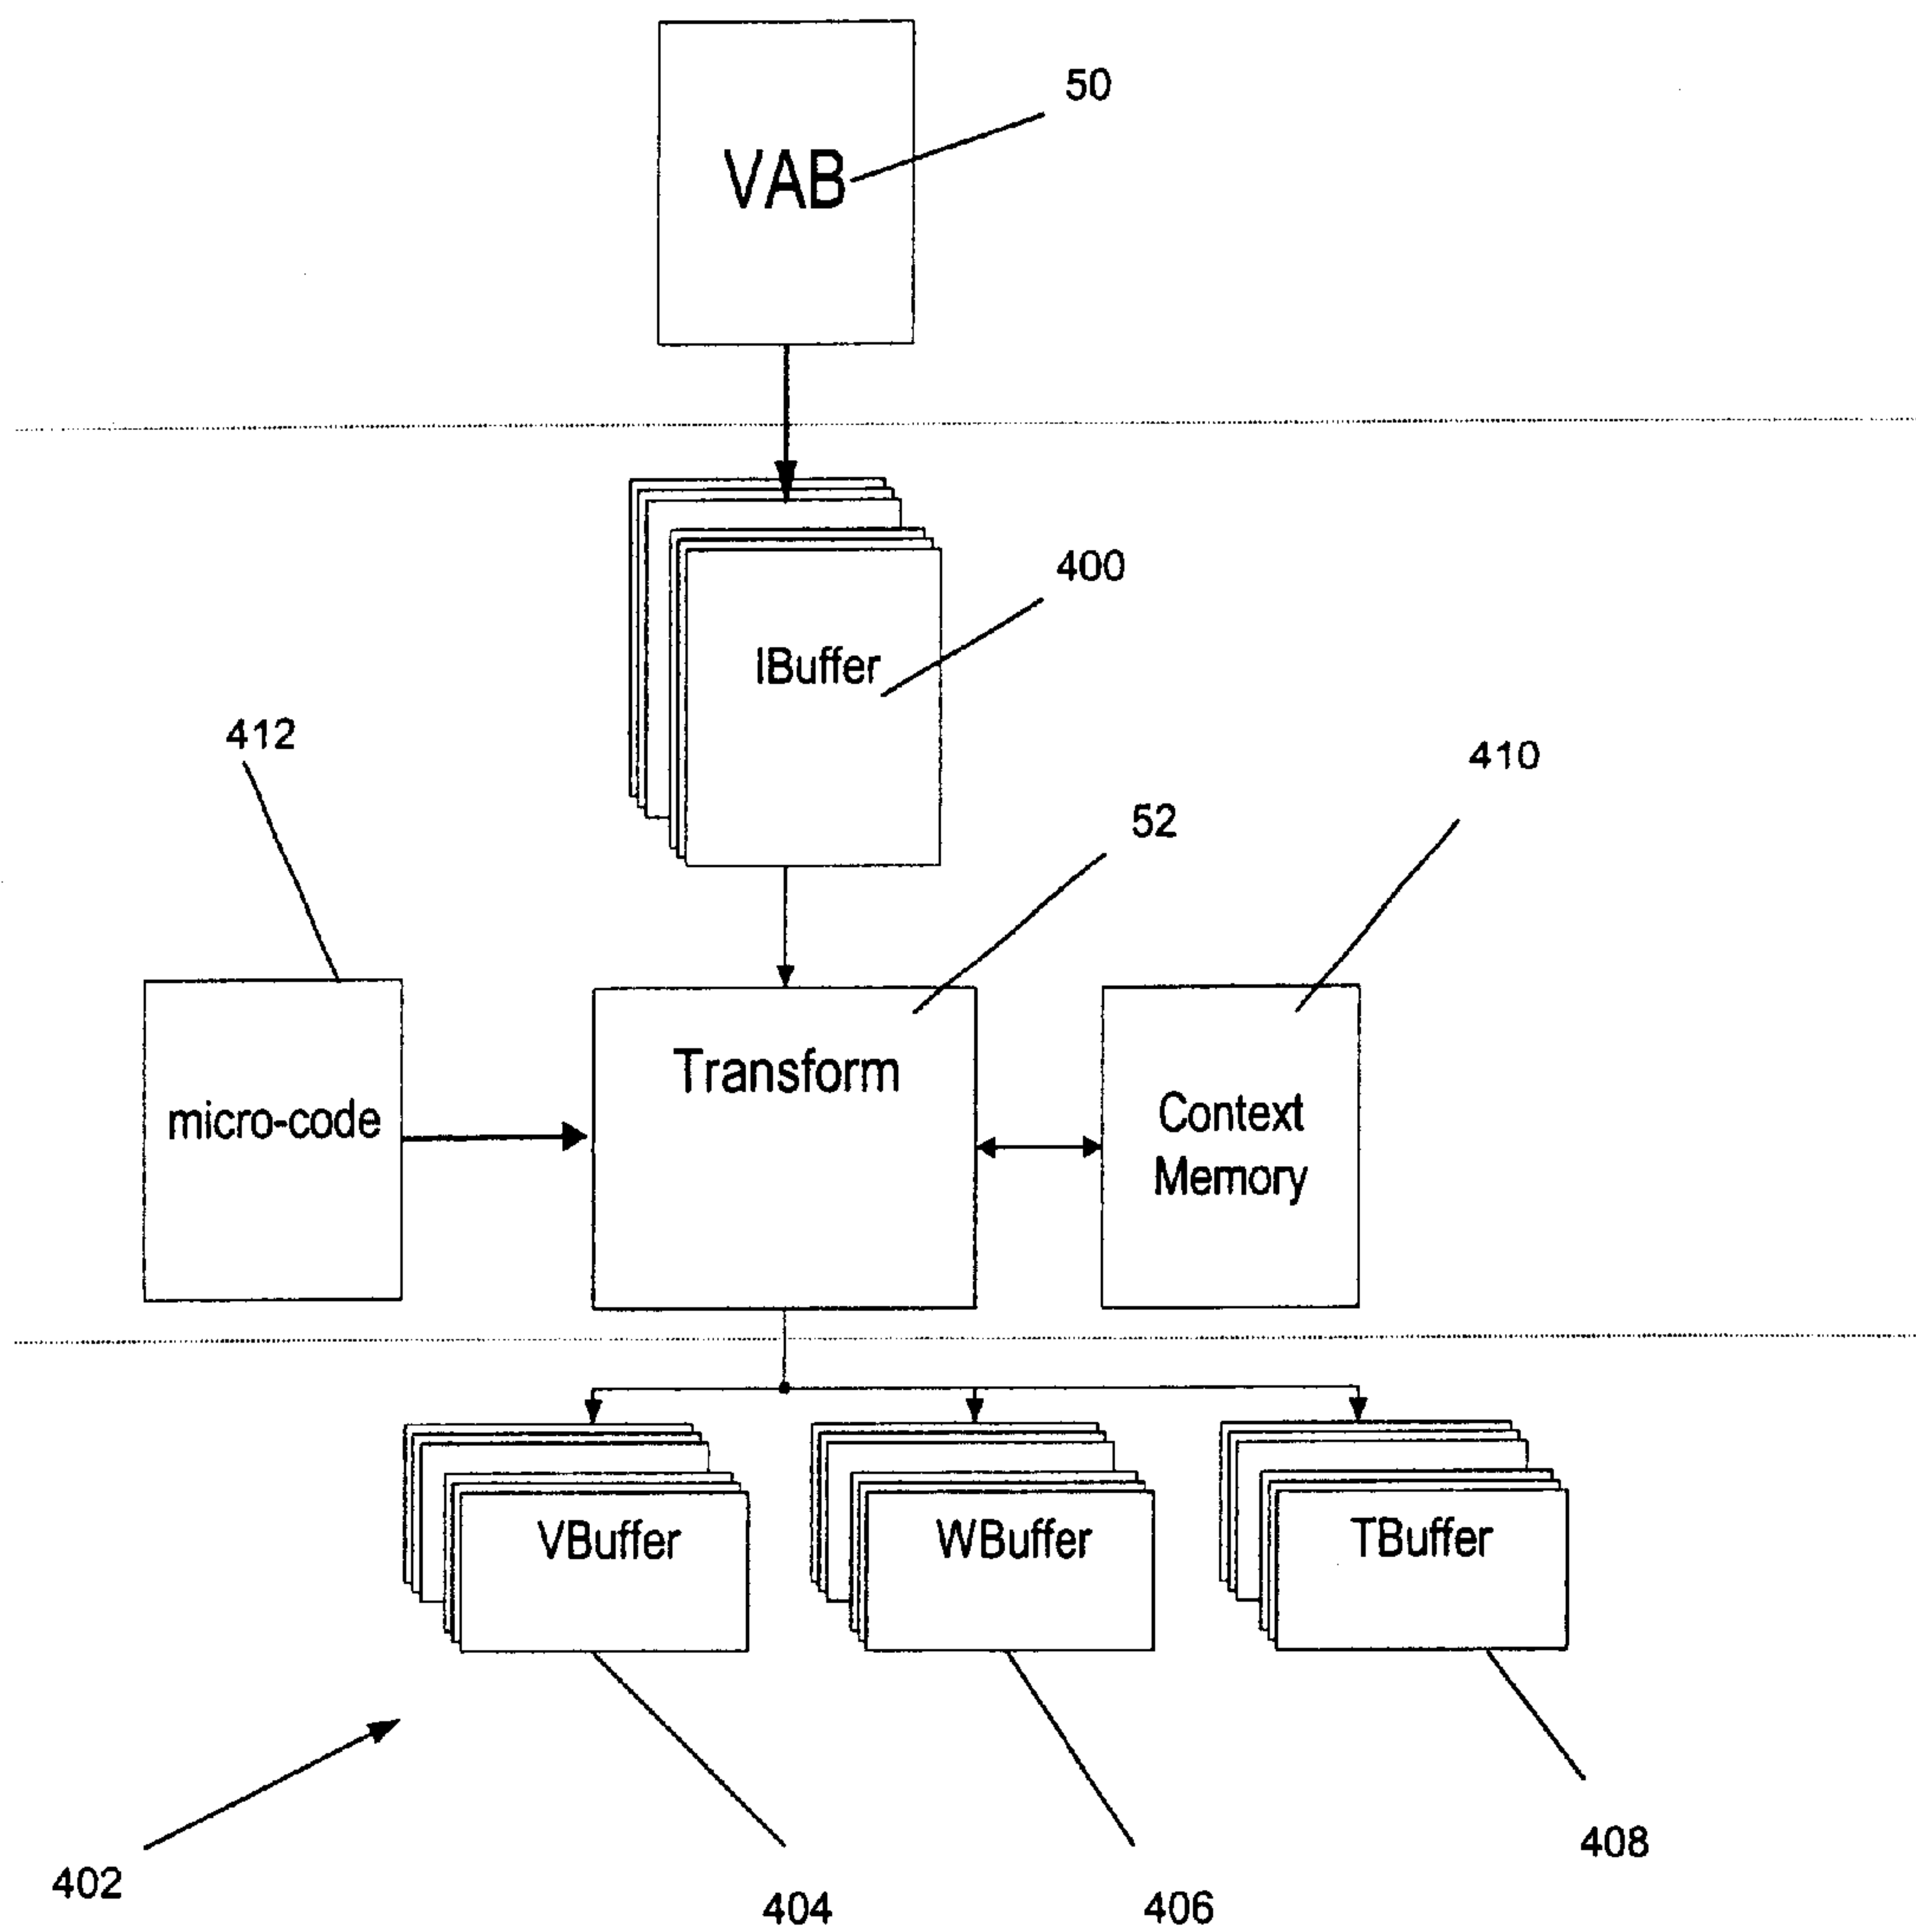 50
VAB
400
IBuffer
412
410
52
Transform
micro-code
Context
Memory
VBuffer
WBuffer
TBuffer
402
404
406
408